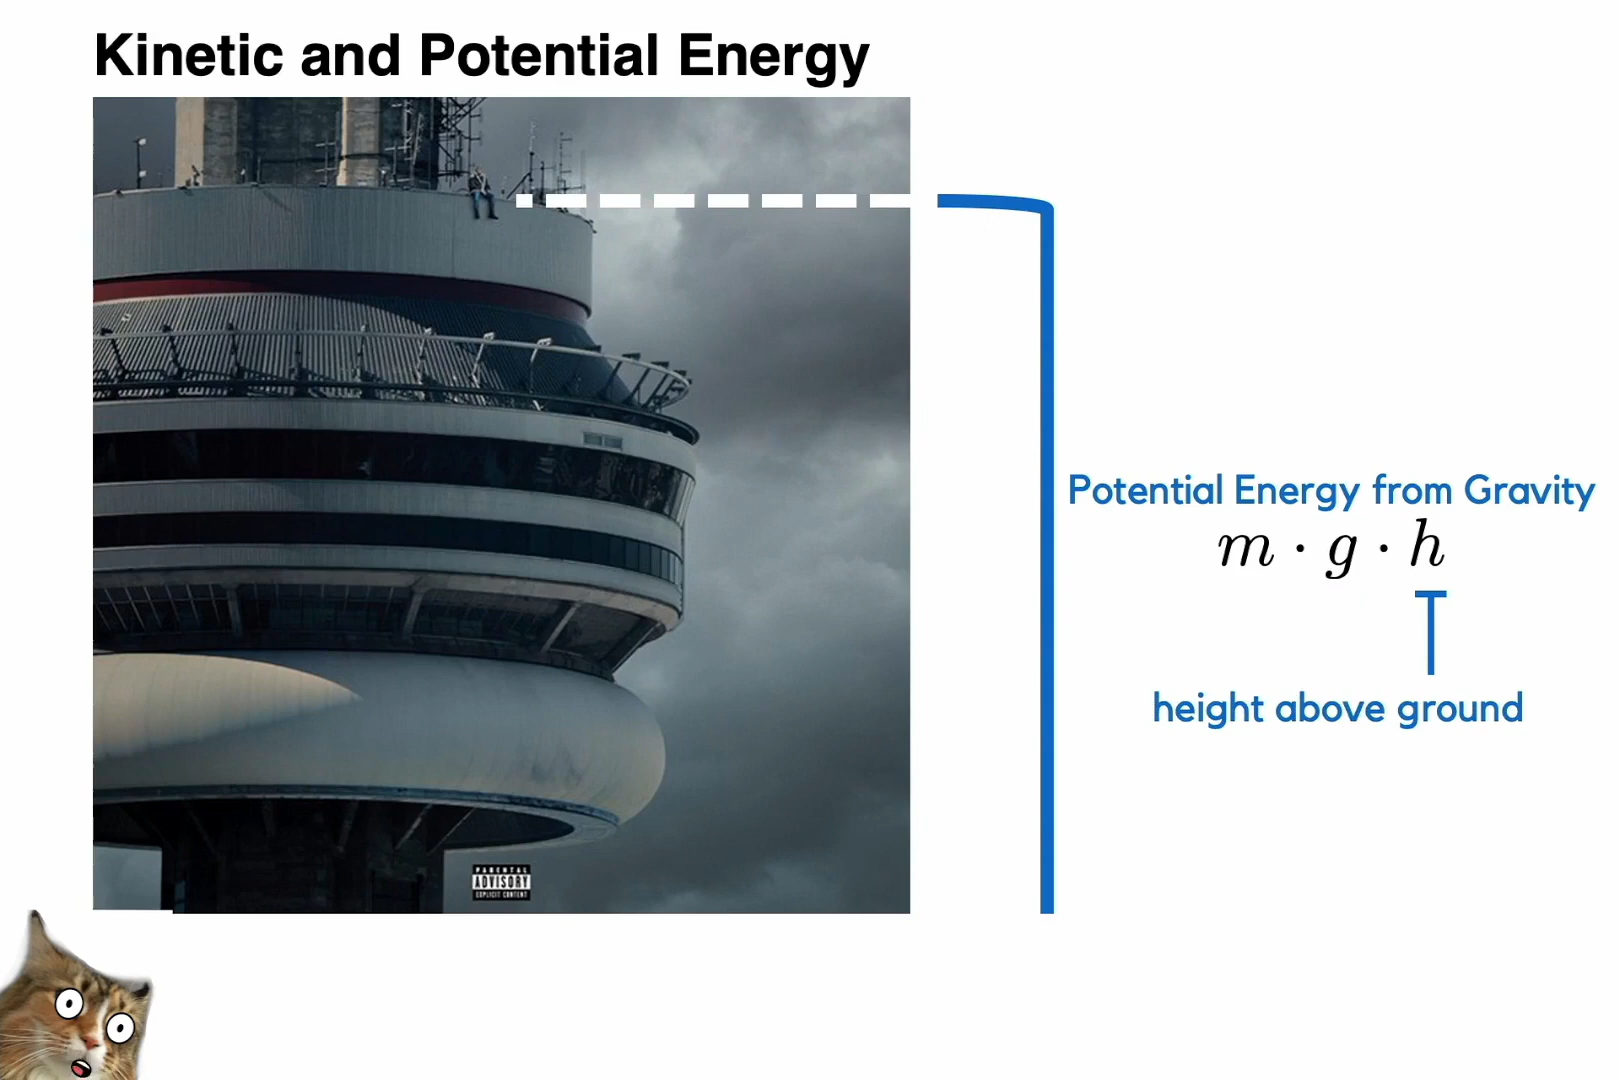 Kinetic and Potential Energy
Potential Energy from Gravity
m · g · h
height above ground
PARENTAL
ADVISORY
EXPLICIT CONTENT